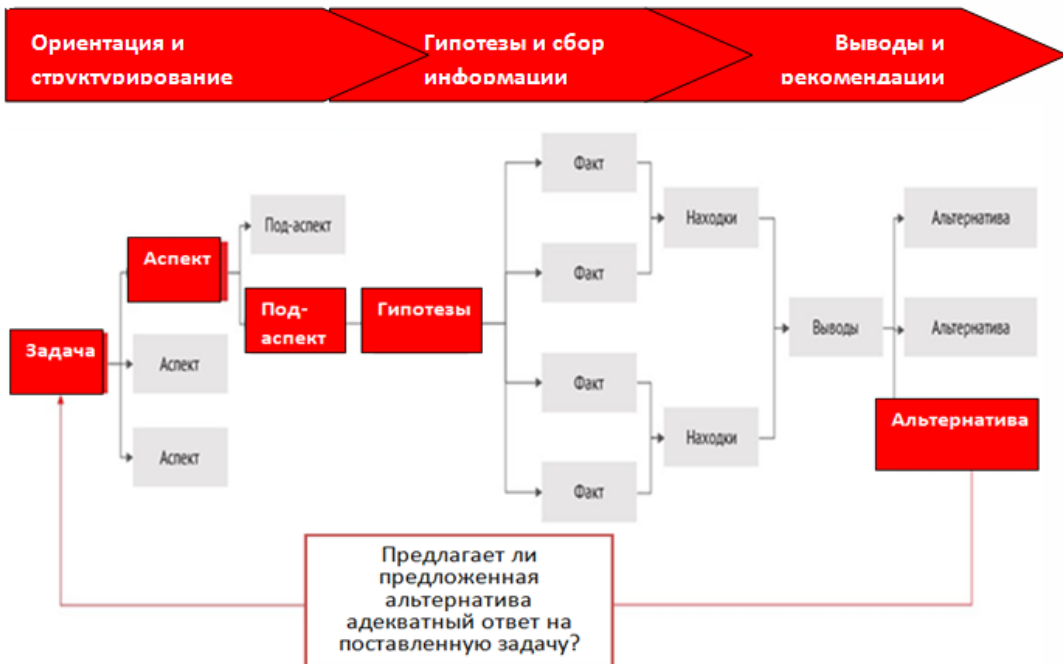 Ориентация и
структурирование
Гипотезы и сбор
информации
Выводы и
рекомендации
Факт
Под-аспект
Находки
Альтернатива
Аспект
Факт
Под-
аспект
Гипотезы
Задача
Выводы
Альтернатива
Аспект
Факт
Альтернатива
Находки
Аспект
Факт
Предлагает ли
предложенная
альтернатива
адекватный ответ на
поставленную задачу?